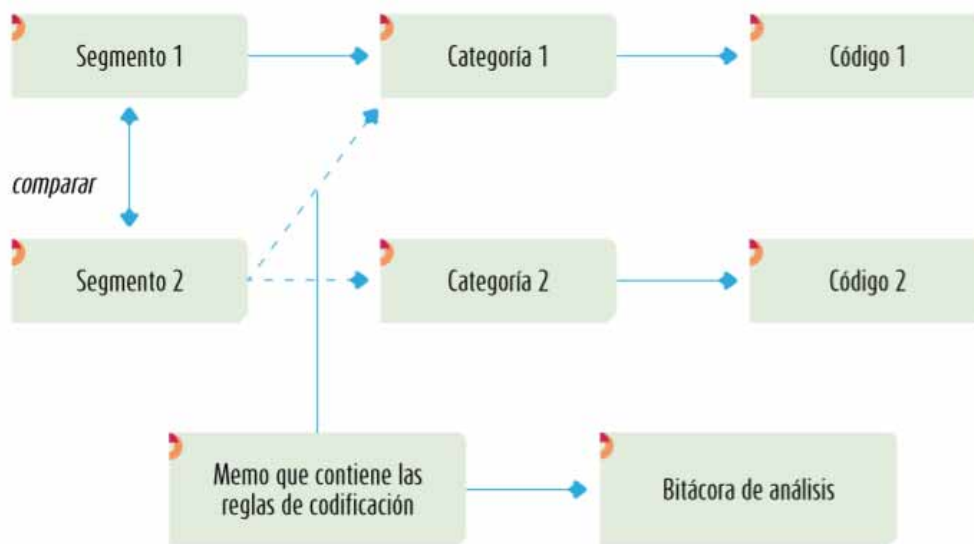 Segmento 1
Categoría 1
Código 1
comparar
Segmento 2
Categoría 2
Código 2
Memo que contiene las
reglas de codificación
Bitácora de análisis